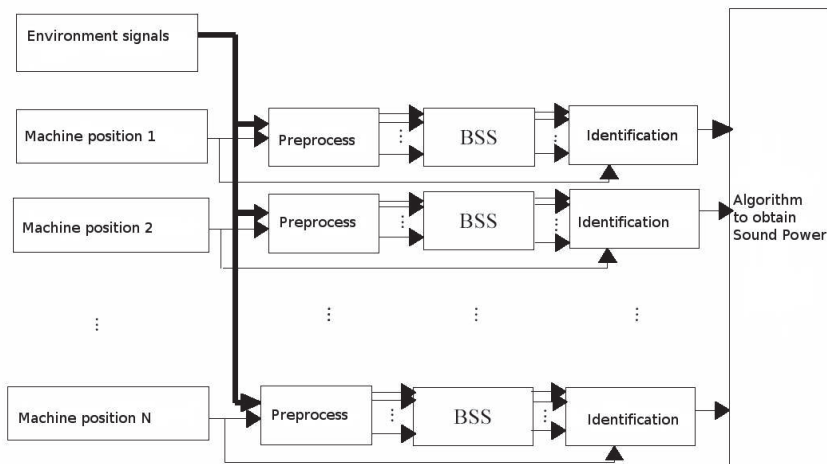 Environment signals
Machine position 1
Preprocess
BSS
Identification
Machine position 2
Preprocess
BSS
Identification
Algorithm
to obtain
Sound Power
Machine position N
Preprocess
BSS
Identification